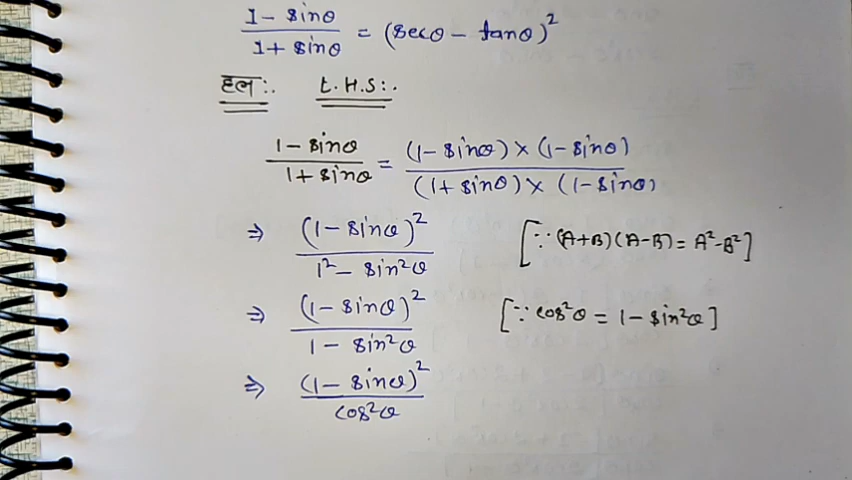 1 - sinθ / 1 + sinθ = (secθ - tanθ)²
हल:. L.H.S:.
1 - sinθ / 1 + sinθ = (1 - sinθ) × (1 - sinθ) / (1 + sinθ) × (1 - sinθ)
⇒ (1 - sinθ)² / 1² - sin²θ [∵ (A+B)(A-B) = A² - B²]
⇒ (1 - sinθ)² / 1 - sin²θ [∵ cos²θ = 1 - sin²θ]
⇒ (1 - sinθ)² / cos²θ